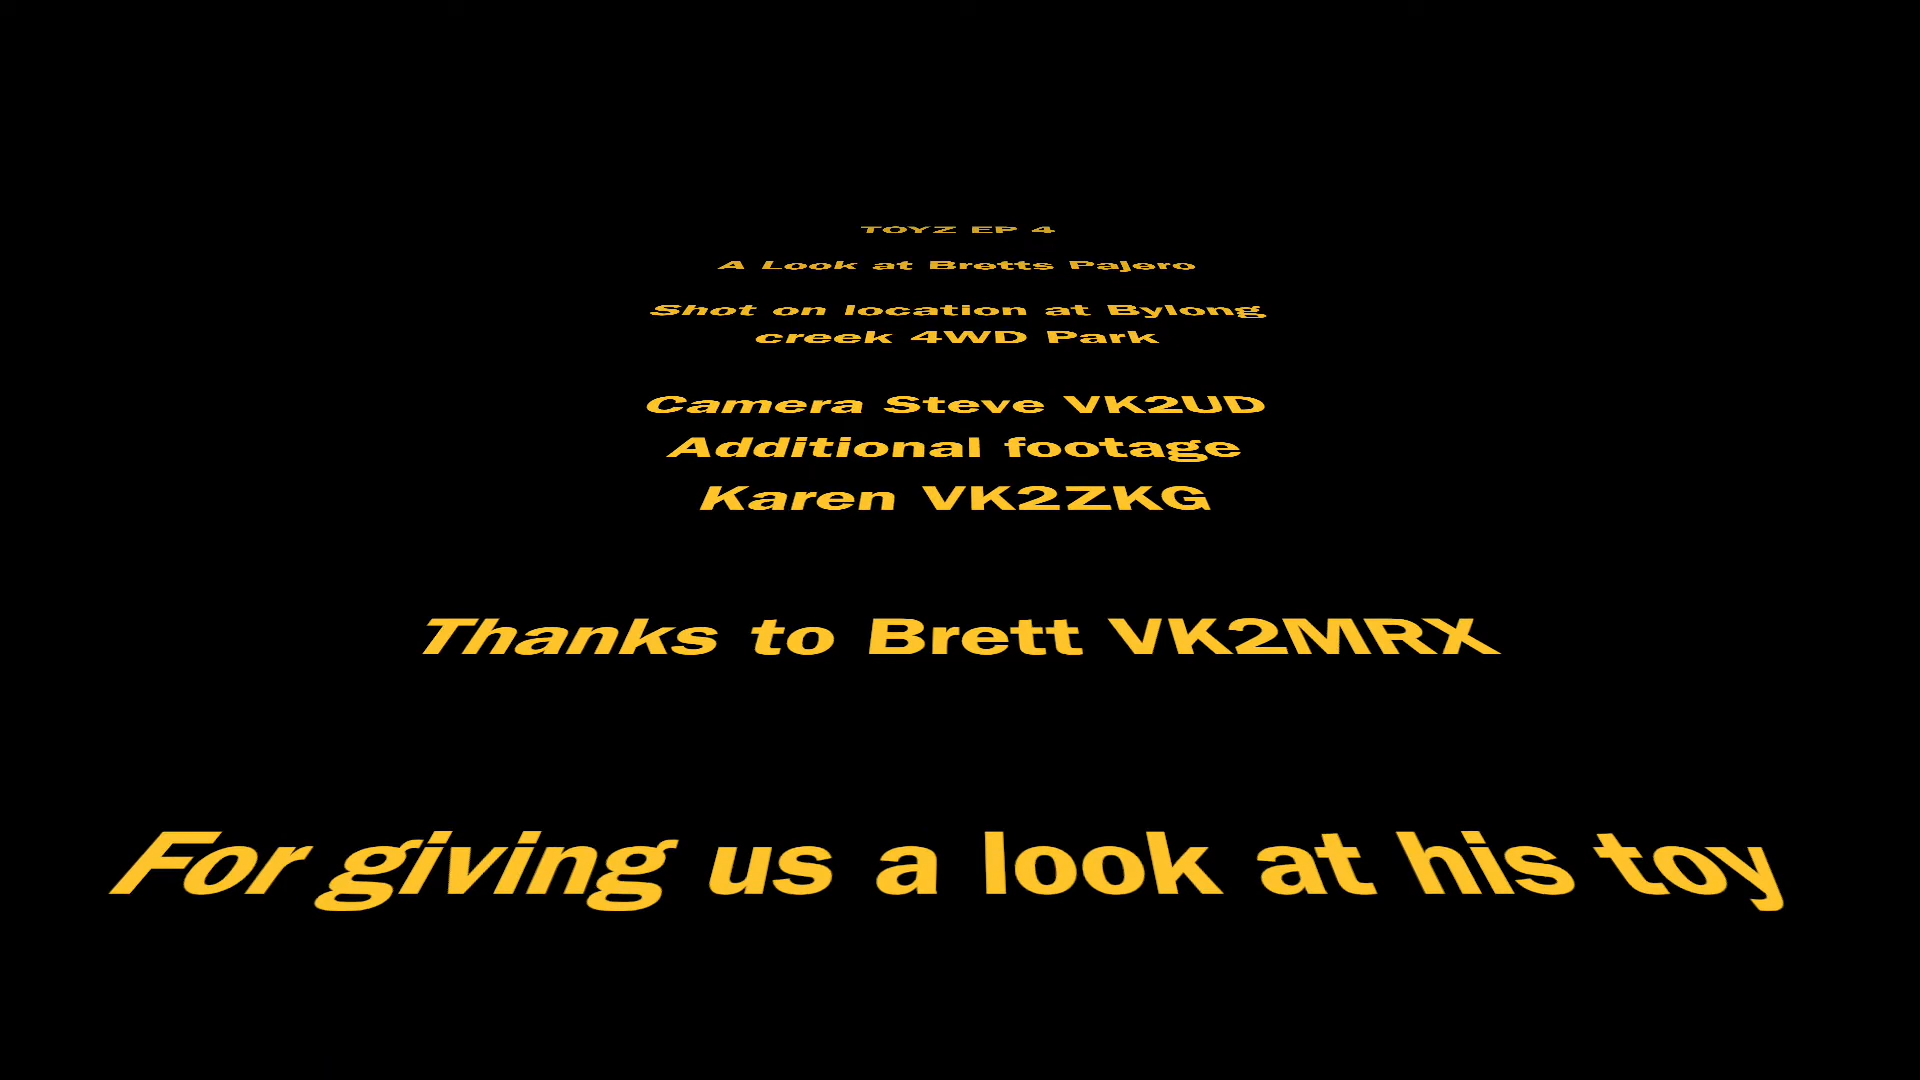 TOYZ EP 4
A Look at Bretts Pajero
Shot on location at Bylong
creek 4WD Park
Camera Steve VK2UD
Additional footage
Karen VK2ZKG
Thanks to Brett VK2MRX
For giving us a look at his toy